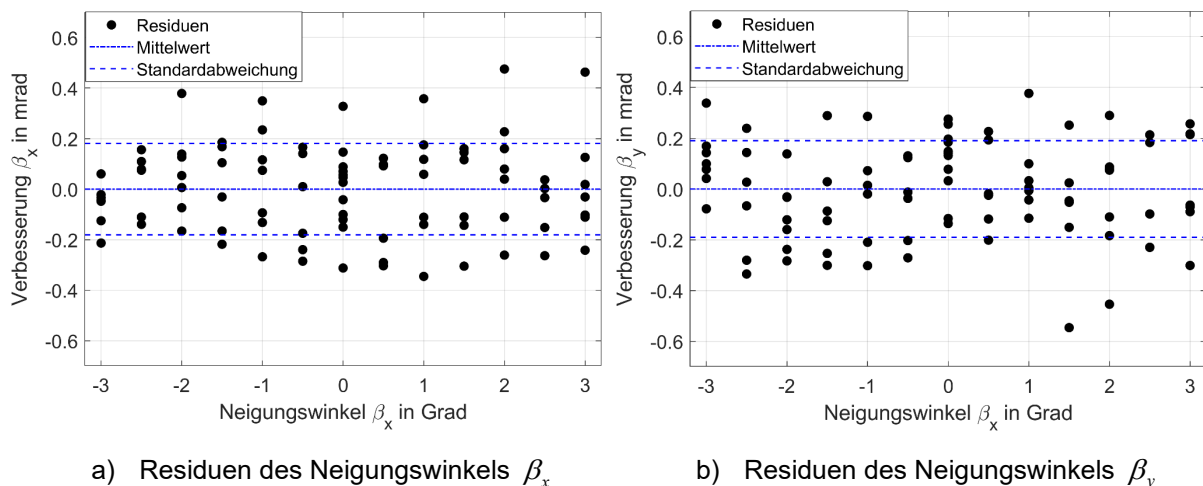 0.6
0.4
0.2
0.0
-0.2
-0.4
-0.6
Verbesserung β_x in mrad
Residuen
Mittelwert
Standardabweichung
-3 -2 -1 0 1 2 3
Neigungswinkel β_x in Grad
a) Residuen des Neigungswinkels β_x
0.6
0.4
0.2
0.0
-0.2
-0.4
-0.6
Verbesserung β_y in mrad
Residuen
Mittelwert
Standardabweichung
-3 -2 -1 0 1 2 3
Neigungswinkel β_x in Grad
b) Residuen des Neigungswinkels β_y